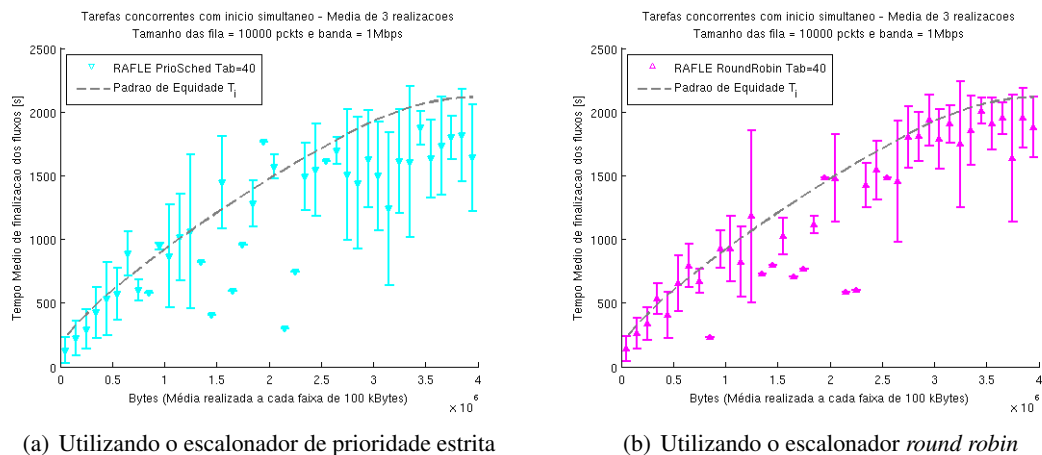 Tarefas concorrentes com inicio simultaneo - Media de 3 realizacoes
Tamanho das fila = 10000 pckts e banda = 1Mbps
2500
2000
1500
1000
500
0
Tempo Medio de finalizacao dos fluxos [s]
RAFLE PrioSched Tab=40
Padrao de Equidade T_i
0 0.5 1 1.5 2 2.5 3 3.5 4
× 10^6
Bytes (Média realizada a cada faixa de 100 kBytes)
(a) Utilizando o escalonador de prioridade estrita
Tarefas concorrentes com inicio simultaneo - Media de 3 realizacoes
Tamanho das fila = 10000 pckts e banda = 1Mbps
2500
2000
1500
1000
500
0
Tempo Medio de finalizacao dos fluxos [s]
RAFLE RoundRobin Tab=40
Padrao de Equidade T_i
0 0.5 1 1.5 2 2.5 3 3.5 4
× 10^6
Bytes (Média realizada a cada faixa de 100 kBytes)
(b) Utilizando o escalonador round robin